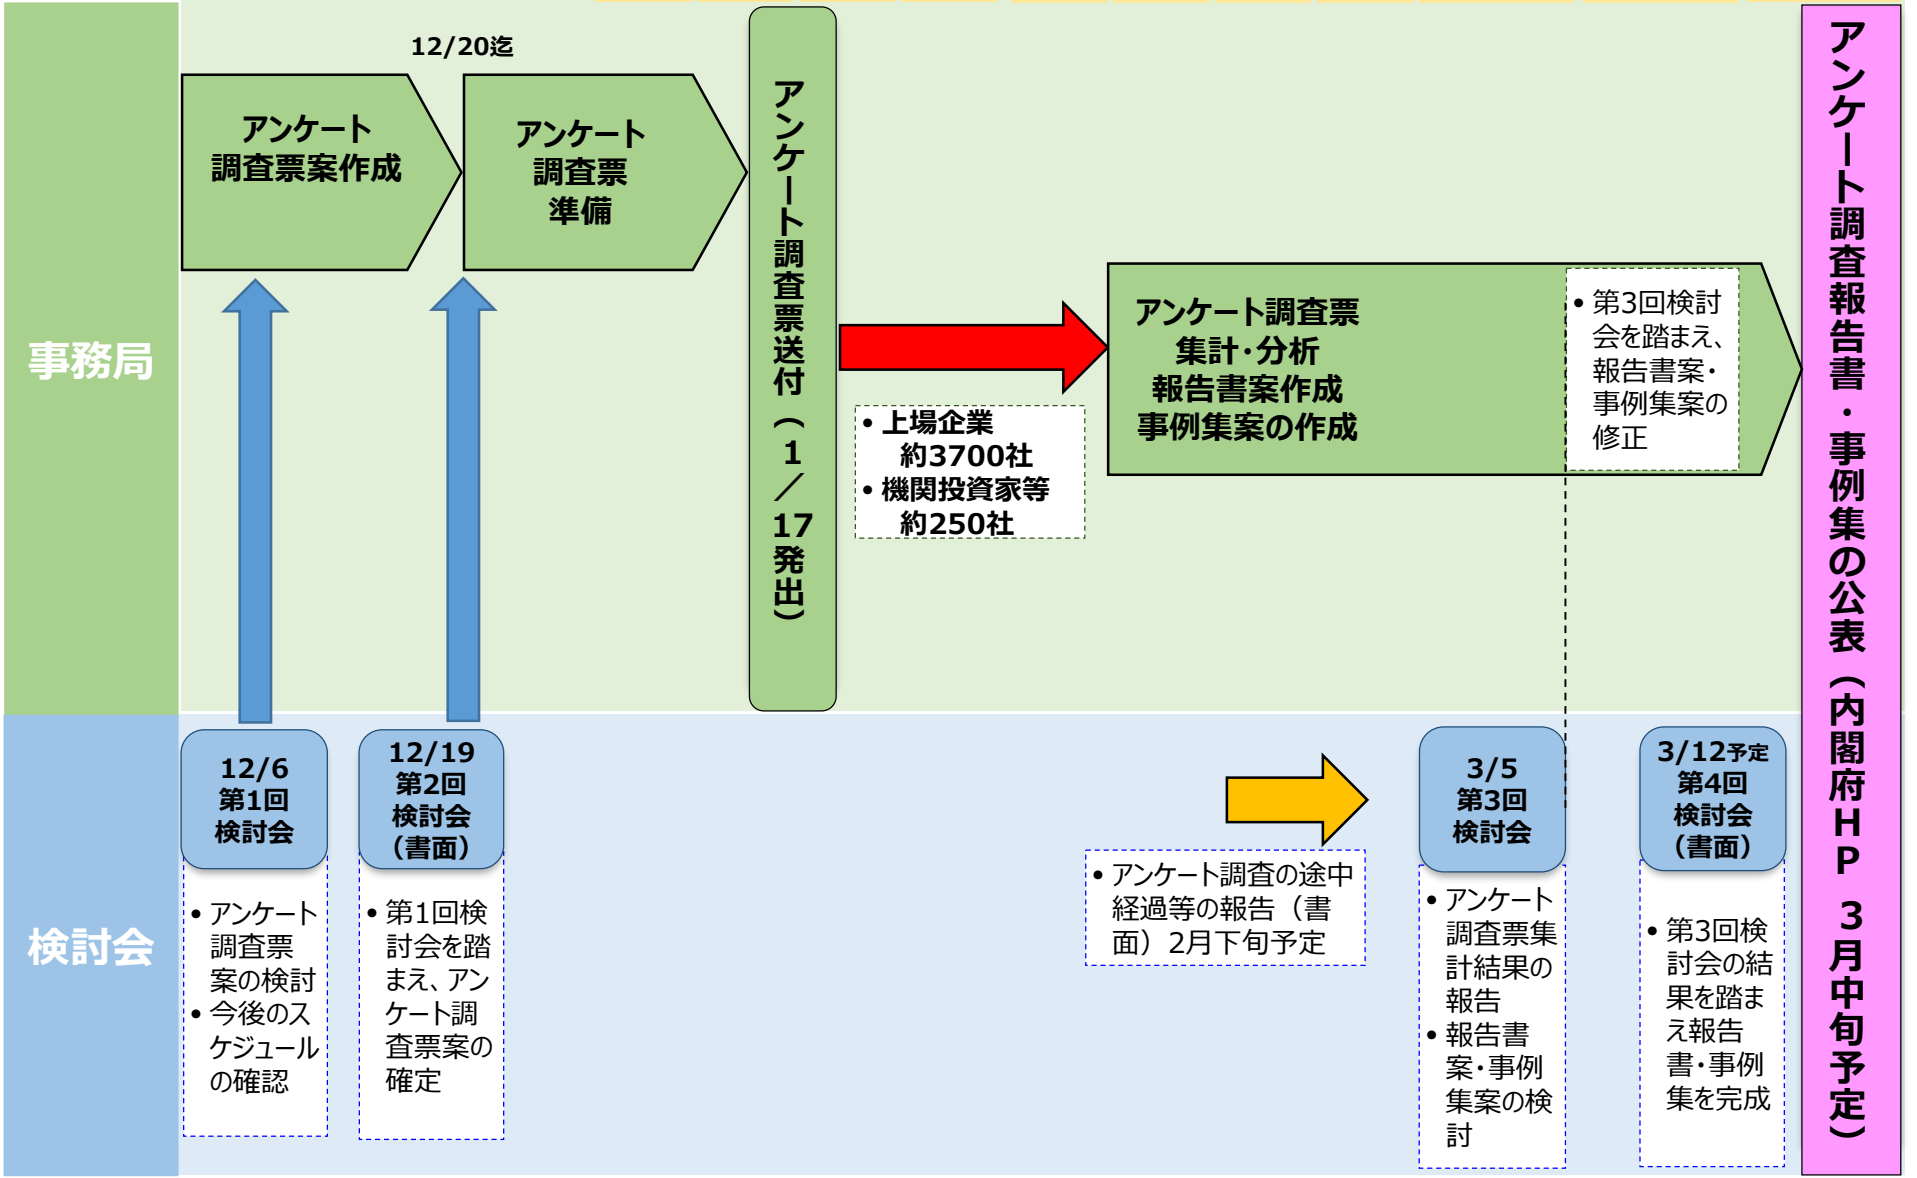 12/20迄
事務局
アンケート
調査票案作成
アンケート
調査票
準備
アンケート調査票送付（1／17発出）
• 上場企業
約3700社
• 機関投資家等
約250社
アンケート調査票
集計・分析
報告書案作成
事例集案の作成
• 第3回検討
会を踏まえ、
報告書案・
事例集案の
修正
アンケート調査報告書・事例集の公表（内閣府HP 3月中旬予定）
検討会
12/6
第1回
検討会
• アンケート
調査票
案の検討
• 今後のス
ケジュール
の確認
12/19
第2回
検討会
（書面）
• 第1回検
討会を踏
まえ、アン
ケート調
査票案の
確定
• アンケート調査の途中
経過等の報告（書
面）2月下旬予定
3/5
第3回
検討会
• アンケート
調査票集
計結果の
報告
• 報告書
案・事例
集案の検
討
3/12予定
第4回
検討会
（書面）
• 第3回検
討会の結
果を踏ま
え報告
書・事例
集を完成